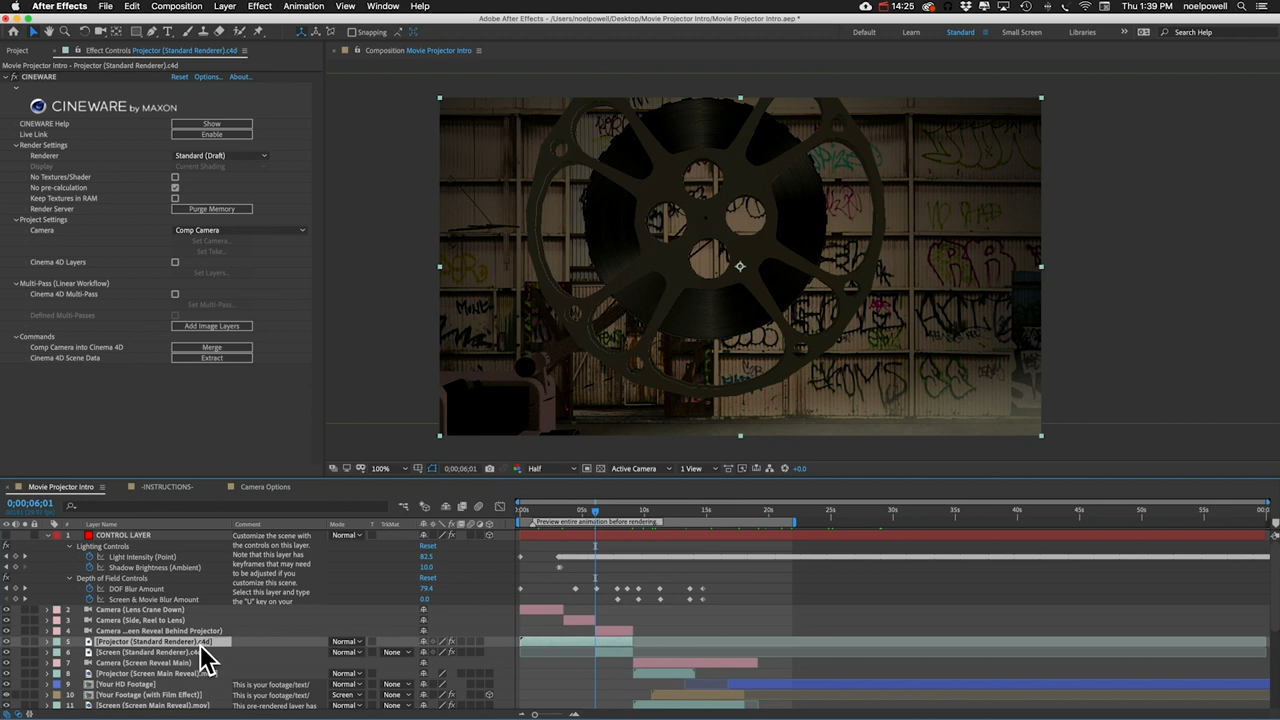 After Effects File Edit Composition Layer Effect Animation View Window Help 14:25 Thu 1:39 PM noelpowell
Adobe After Effects - /Users/noelpowell/Desktop/Movie Projector Intro/Movie Projector Intro.aep *
Snapping Default Learn Standard Small Screen Libraries Search Help
Project Effect Controls Projector (Standard Renderer).c4d Composition Movie Projector Intro
Movie Projector Intro • Projector (Standard Renderer).c4d
CINEWARE Reset Options... About...
CINEWARE BY MAXON
CINEWARE Help Show
Live Link Enable
Render Settings
Renderer Standard (Draft)
Display Current Shading
No Textures/Shader
No pre-calculation
Keep Textures in RAM
Render Server Purge Memory
Project Settings
Camera Comp Camera
Set Camera...
Set Take...
Cinema 4D Layers
Set Layers...
Multi-Pass (Linear Workflow)
Cinema 4D Multi-Pass
Set Multi-Pass...
Defined Multi-Passes
Add Image Layers
Commands
Comp Camera into Cinema 4D Merge
Cinema 4D Scene Data Extract
100% 0;00;06;01 Half Active Camera 1 View +0.0
Movie Projector Intro -INSTRUCTIONS- Camera Options
0;00;06;01
# Layer Name Comment Mode T TrkMat 05s 10s 15s 20s 25s 30s 35s 40s 45s 50s 55s 00s
Preview entire animation before rendering.
1 CONTROL LAYER Customize the scene with
Lighting Controls the controls on this layer. Reset
Light Intensity (Point) Note that this layer has 82.5
Shadow Brightness (Ambient) keyframes that may need 10.0
Depth of Field Controls to be adjusted if you Reset
DOF Blur Amount customize this scene. 79.4
Screen & Movie Blur Amount Select this layer and type the "U" key on your 0.0
2 Camera (Lens Crane Down)
3 Camera (Side, Reel to Lens)
4 Camera ...een Reveal Behind Projector)
5 [Projector (Standard Renderer).c4d] Normal
6 [Screen (Standard Renderer).c4d] Normal None
7 Camera (Screen Reveal Main)
8 [Projector (Screen Main Reveal).mov] Normal None
9 [Your HD Footage] This is your footage/text/ Normal None
10 [Your Footage (with Film Effect)] This is your footage/text/ Screen None
11 [Screen (Screen Main Reveal).mov] This pre-rendered layer has Normal None